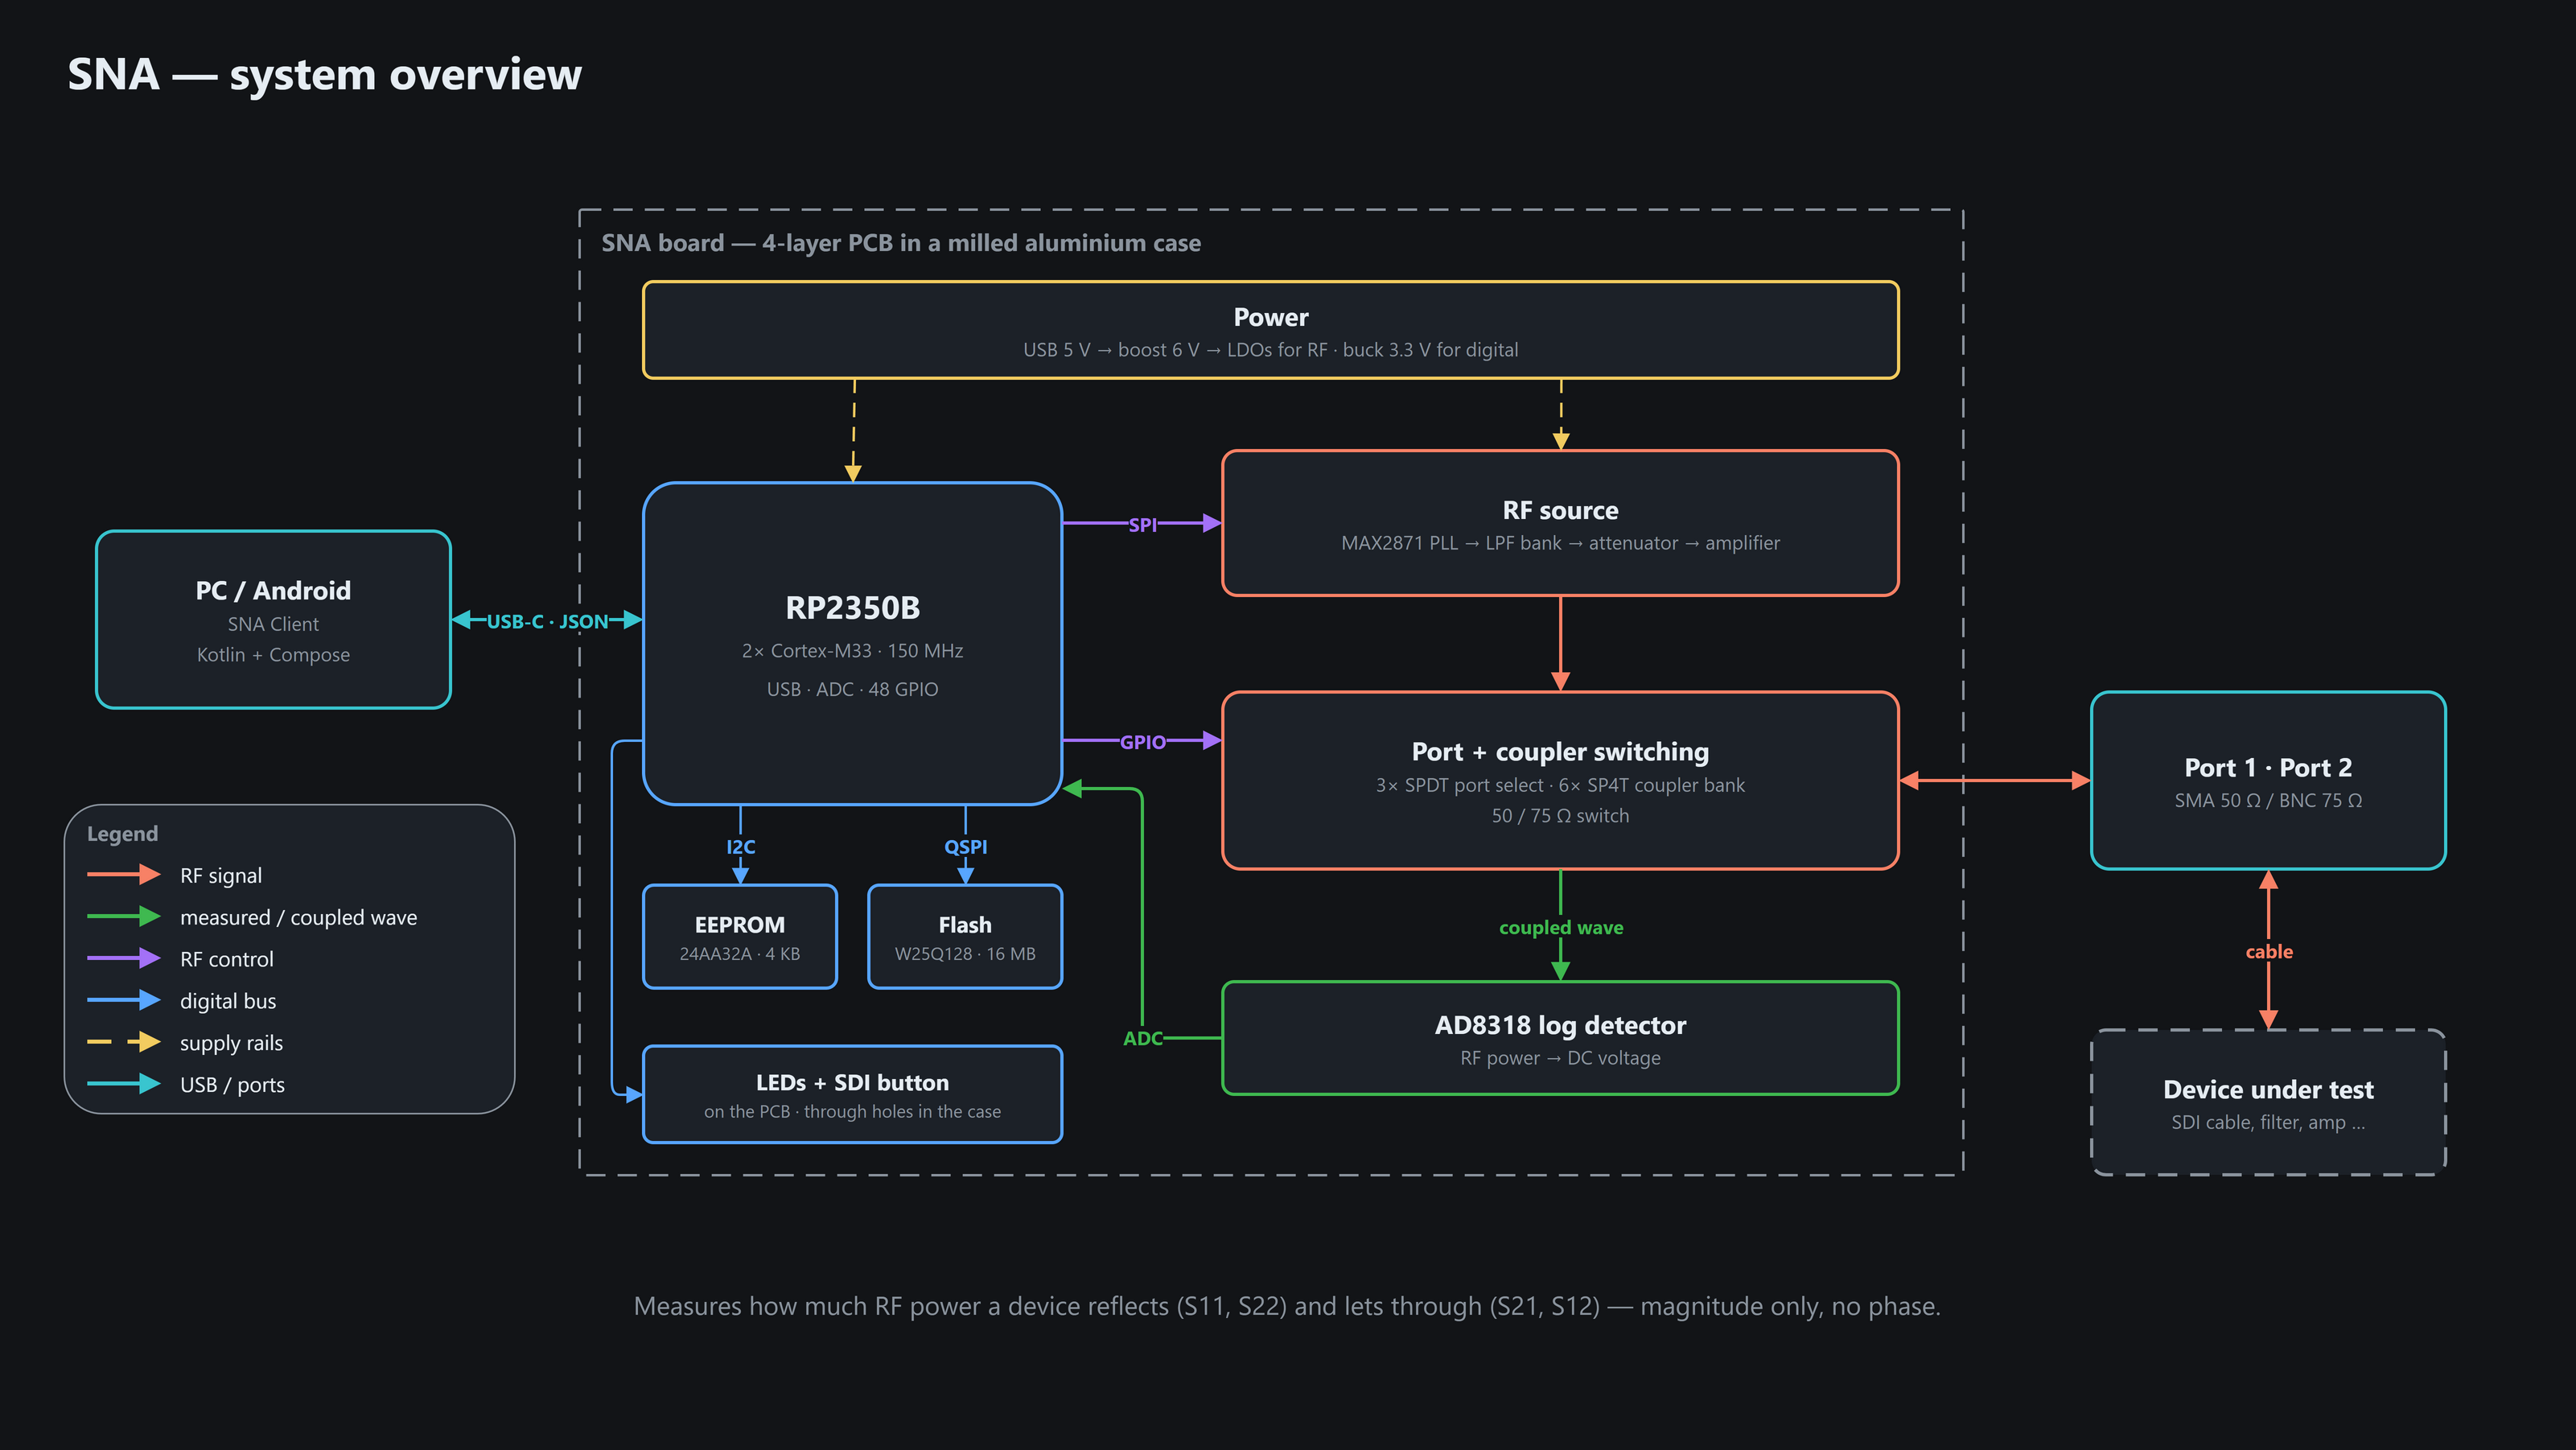 SNA — system overview
SNA board — 4-layer PCB in a milled aluminium case
Power
USB 5 V → boost 6 V → LDOs for RF · buck 3.3 V for digital
PC / Android
SNA Client
Kotlin + Compose
USB-C · JSON
RP2350B
2× Cortex-M33 · 150 MHz
USB · ADC · 48 GPIO
SPI
RF source
MAX2871 PLL → LPF bank → attenuator → amplifier
GPIO
Port + coupler switching
3× SPDT port select · 6× SP4T coupler bank
50 / 75 Ω switch
Port 1 · Port 2
SMA 50 Ω / BNC 75 Ω
I2C
QSPI
EEPROM
24AA32A · 4 KB
Flash
W25Q128 · 16 MB
coupled wave
cable
ADC
AD8318 log detector
RF power → DC voltage
LEDs + SDI button
on the PCB · through holes in the case
Device under test
SDI cable, filter, amp ...
Legend
RF signal
measured / coupled wave
RF control
digital bus
supply rails
USB / ports
Measures how much RF power a device reflects (S11, S22) and lets through (S21, S12) — magnitude only, no phase.